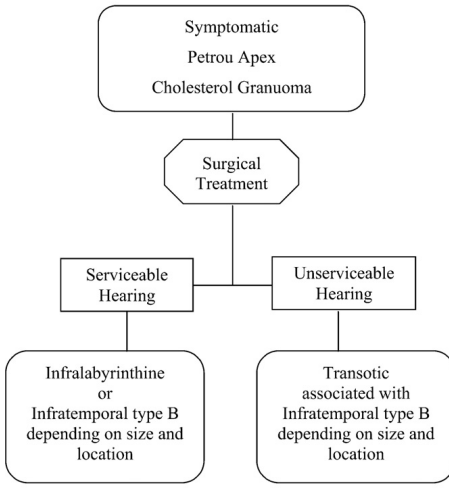 Symptomatic
Petrou Apex
Cholesterol Granuoma
Surgical
Treatment
Serviceable
Hearing
Unserviceable
Hearing
Infralabyrinthine
or
Infratemporal type B
depending on size and
location
Transotic
associated with
Infratemporal type B
depending on size and
location